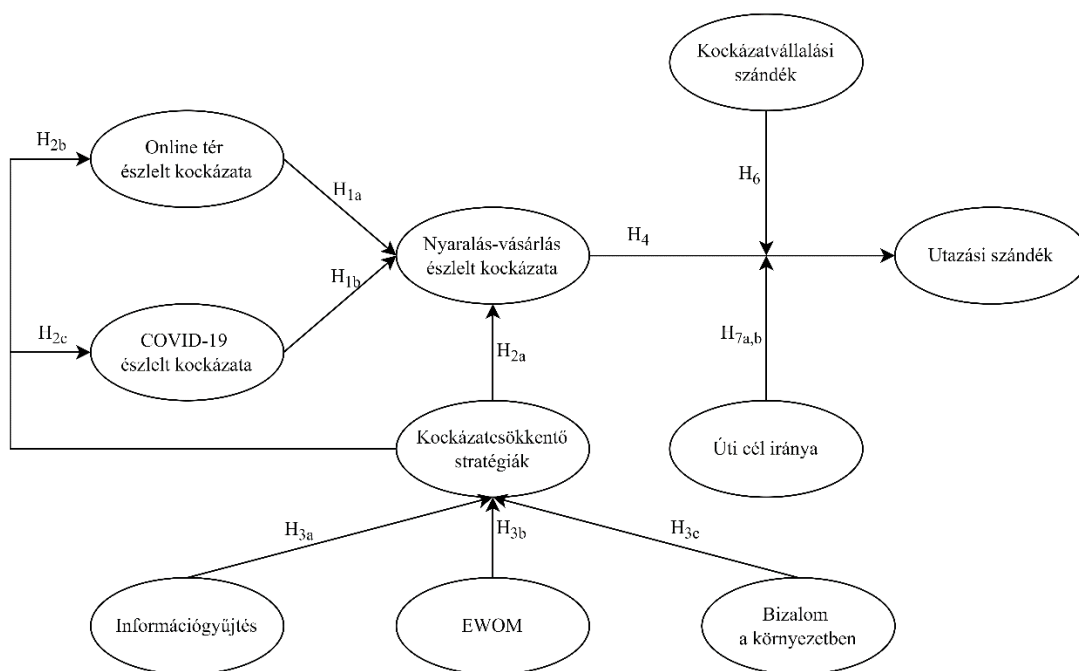 Kockázatvállalási
szándék
H2b
Online tér
észlelt kockázata
H1a
H6
Nyaralás-vásárlás
észlelt kockázata
H4
Utazási szándék
H1b
H2c
COVID-19
észlelt kockázata
H2a
H7a,b
Kockázatcsökkentő
stratégiák
Úti cél iránya
H3a
H3b
H3c
Információgyűjtés
EWOM
Bizalom
a környezetben